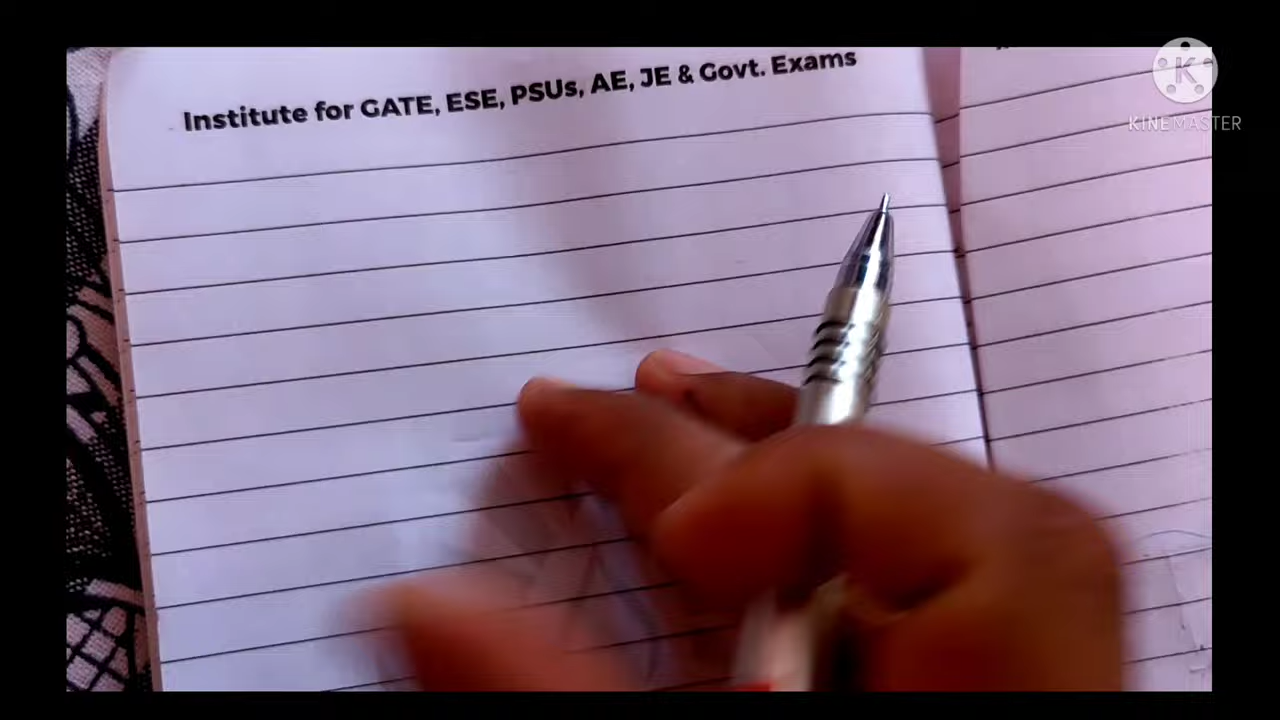 Institute for GATE, ESE, PSUs, AE, JE & Govt. Exams
K
KINEMASTER